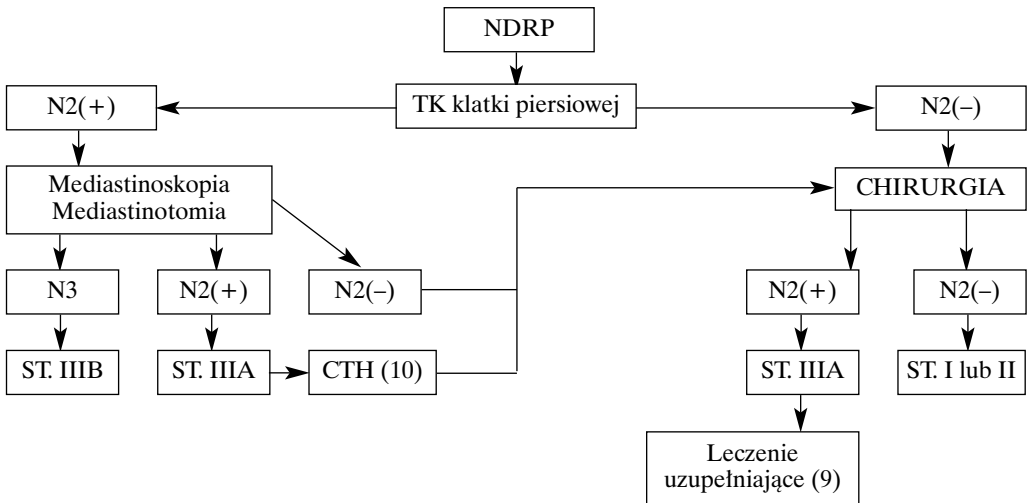 NDRP
N2(+)
TK klatki piersiowej
N2(–)
Mediastinoskopia
Mediastinotomia
CHIRURGIA
N3
N2(+)
N2(–)
N2(+)
N2(–)
ST. IIIB
ST. IIIA
CTH (10)
ST. IIIA
ST. I lub II
Leczenie
uzupełniające (9)